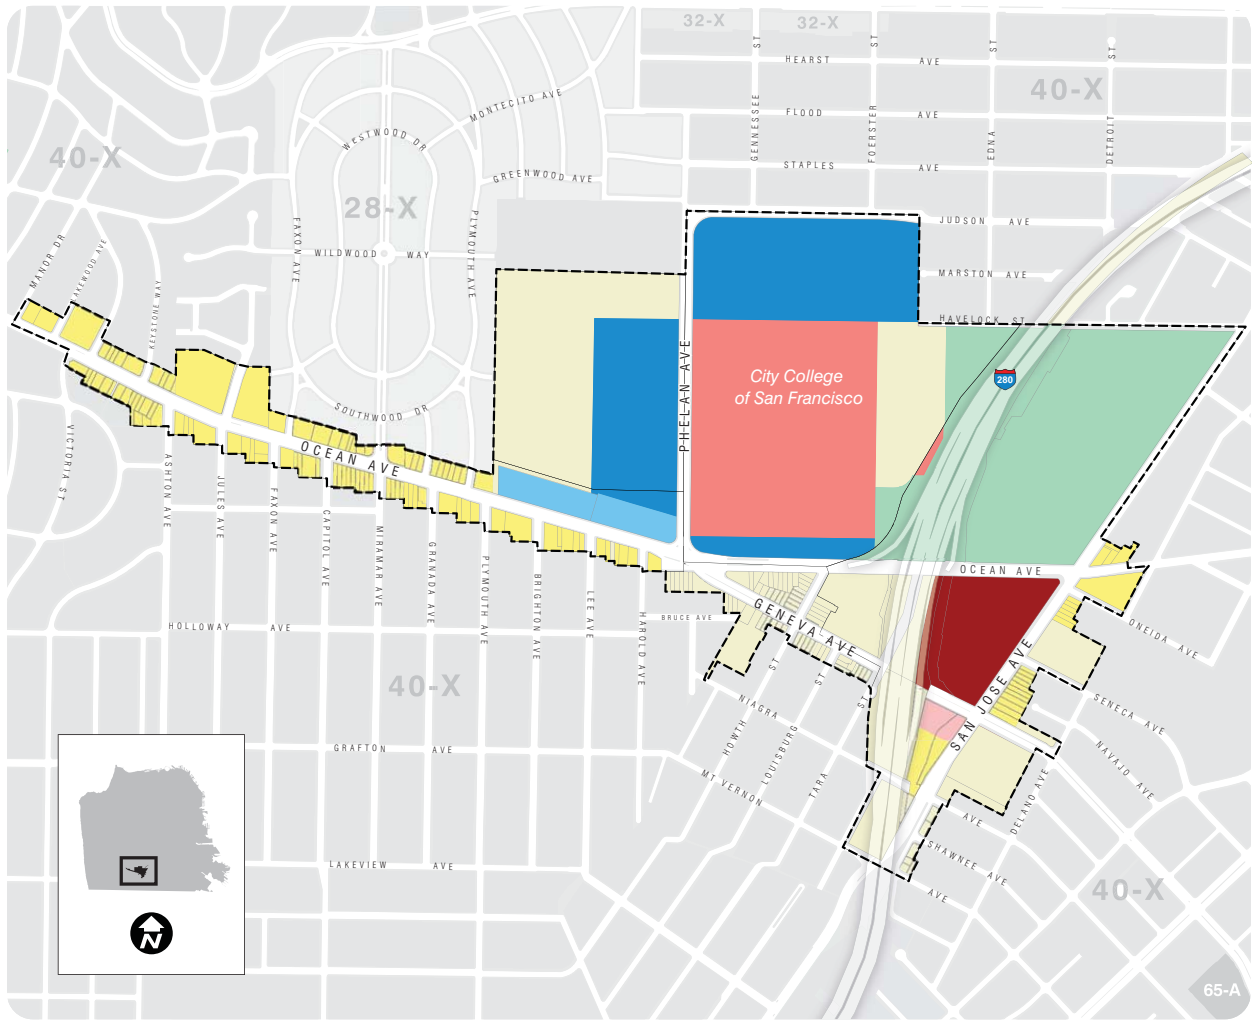 32-X
32-X
ST
ST
ST
ST
HEARST AVE
40-X
MONTECITO AVE
FLOOD AVE
GENNESSEE
FOERSTER
EDNA
DETROIT
WESTWOOD DR
40-X
STAPLES AVE
GREENWOOD AVE
28-X
JUDSON AVE
MANOR DR
LAKEWOOD AVE
KEYSTONE WAY
FAXON AVE
WILDWOOD WAY
PLYMOUTH AVE
MARSTON AVE
HAVELOCK ST
PHELAN AVE
City College
of San Francisco
280
SOUTHWOOD DR
OCEAN AVE
VICTORIA ST
ASHTON AVE
JULES AVE
FAXON AVE
CAPITOL AVE
MIRAMAR AVE
GRANADA AVE
PLYMOUTH AVE
BRIGHTON AVE
LEE AVE
HAROLD AVE
OCEAN AVE
GENEVA AVE
BRUCE AVE
HOLLOWAY AVE
ONEIDA AVE
SAN JOSE AVE
40-X
NIAGRA
ST
ST
ST
HOWTH
LOUISBURG
TARA
SENECA AVE
NAVAJO AVE
GRAFTON AVE
MT VERNON
AVE
DELANO AVE
LAKEVIEW AVE
SHAWNEE AVE
AVE
40-X
N
65-A